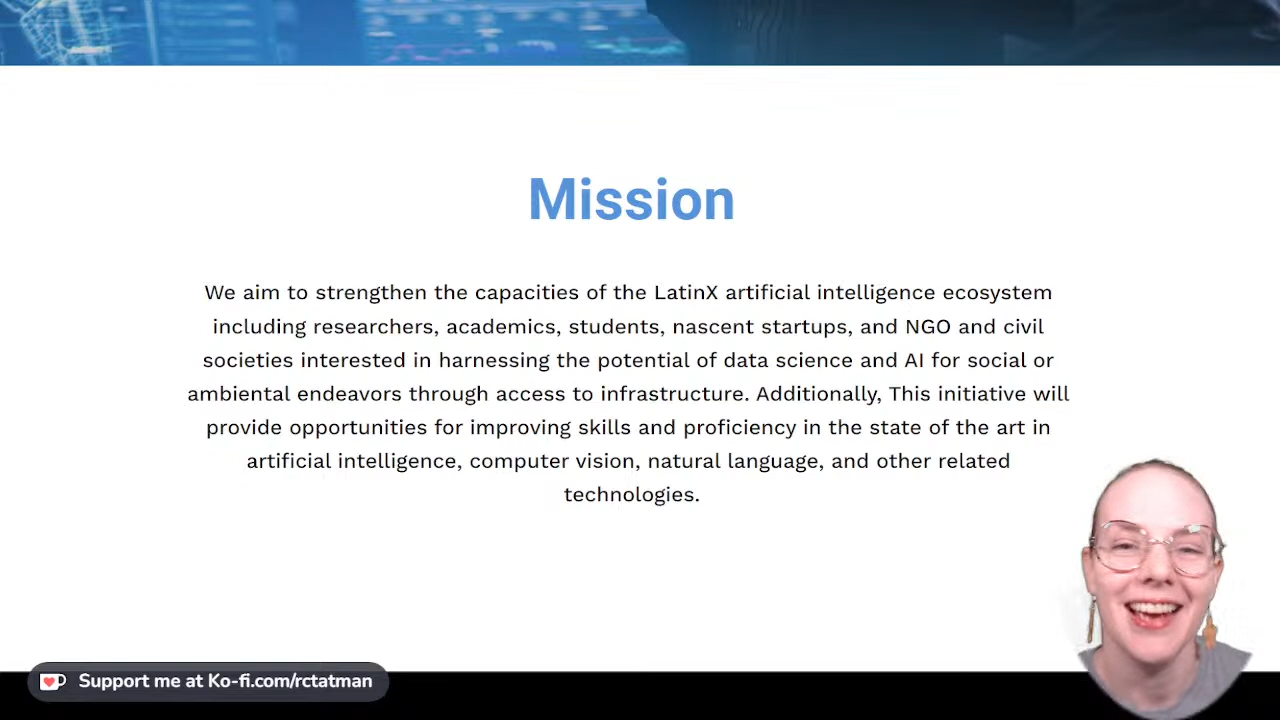 Mission
We aim to strengthen the capacities of the LatinX artificial intelligence ecosystem
including researchers, academics, students, nascent startups, and NGO and civil
societies interested in harnessing the potential of data science and AI for social or
ambiental endeavors through access to infrastructure. Additionally, This initiative will
provide opportunities for improving skills and proficiency in the state of the art in
artificial intelligence, computer vision, natural language, and other related
technologies.
Support me at Ko-fi.com/rctatman